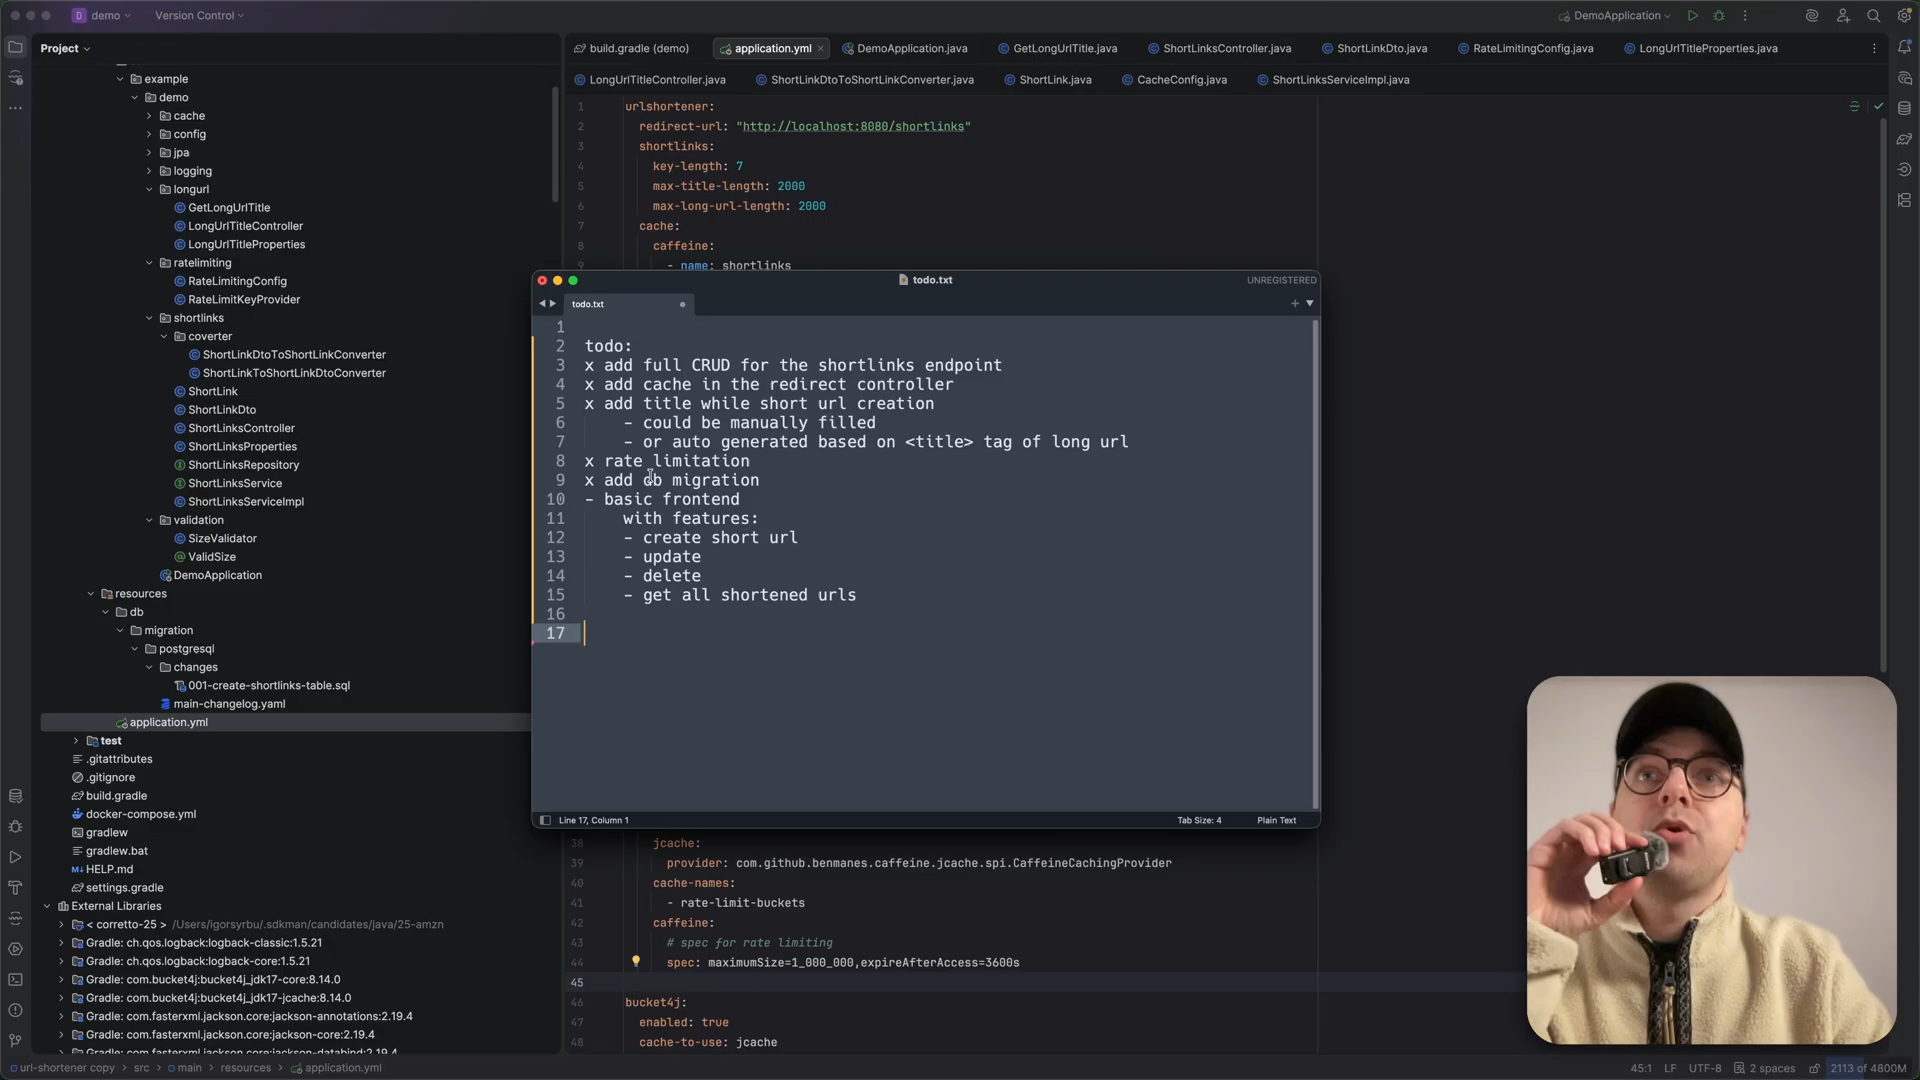 D demo
Version Control
DemoApplication
Project
build.gradle (demo)
application.yml
DemoApplication.java
GetLongUrlTitle.java
ShortLinksController.java
ShortLinkDto.java
RateLimitingConfig.java
LongUrlTitleProperties.java
LongUrlTitleController.java
ShortLinkDtoToShortLinkConverter.java
ShortLink.java
CacheConfig.java
ShortLinksServiceImpl.java
example
demo
cache
config
jpa
logging
longurl
GetLongUrlTitle
LongUrlTitleController
LongUrlTitleProperties
ratelimiting
RateLimitingConfig
RateLimitKeyProvider
shortlinks
coverter
ShortLinkDtoToShortLinkConverter
ShortLinkToShortLinkDtoConverter
ShortLink
ShortLinkDto
ShortLinksController
ShortLinksProperties
ShortLinksRepository
ShortLinksService
ShortLinksServiceImpl
validation
SizeValidator
ValidSize
DemoApplication
resources
db
migration
postgresql
changes
001-create-shortlinks-table.sql
main-changelog.yaml
application.yml
test
.gitattributes
.gitignore
build.gradle
docker-compose.yml
gradlew
gradlew.bat
HELP.md
settings.gradle
External Libraries
< corretto-25 > /Users/igorsyrbu/.sdkman/candidates/java/25-amzn
Gradle: ch.qos.logback:logback-classic:1.5.21
Gradle: ch.qos.logback:logback-core:1.5.21
Gradle: com.bucket4j:bucket4j_jdk17-core:8.14.0
Gradle: com.bucket4j:bucket4j_jdk17-jcache:8.14.0
Gradle: com.fasterxml.jackson.core:jackson-annotations:2.19.4
Gradle: com.fasterxml.jackson.core:jackson-core:2.19.4
Gradle: com.fasterxml.jackson.core:jackson-databind:2.19.4
1 urlshortener:
2 redirect-url: "http://localhost:8080/shortlinks"
3 shortlinks:
4 key-length: 7
5 max-title-length: 2000
6 max-long-url-length: 2000
7 cache:
8 caffeine:
9 - name: shortlinks
todo.txt
UNREGISTERED
todo.txt
1
2 todo:
3 x add full CRUD for the shortlinks endpoint
4 x add cache in the redirect controller
5 x add title while short url creation
6 - could be manually filled
7 - or auto generated based on <title> tag of long url
8 x rate limitation
9 x add db migration
10 - basic frontend
11 with features:
12 - create short url
13 - update
14 - delete
15 - get all shortened urls
16
17
Line 17, Column 1
Tab Size: 4
Plain Text
38 jcache:
39 provider: com.github.benmanes.caffeine.jcache.spi.CaffeineCachingProvider
40 cache-names:
41 - rate-limit-buckets
42 caffeine:
43 # spec for rate limiting
44 spec: maximumSize=1_000_000,expireAfterAccess=3600s
45
46 bucket4j:
47 enabled: true
48 cache-to-use: jcache
url-shortener copy > src > main > resources > application.yml
45:1 LF UTF-8 2 spaces 2113 of 4800M